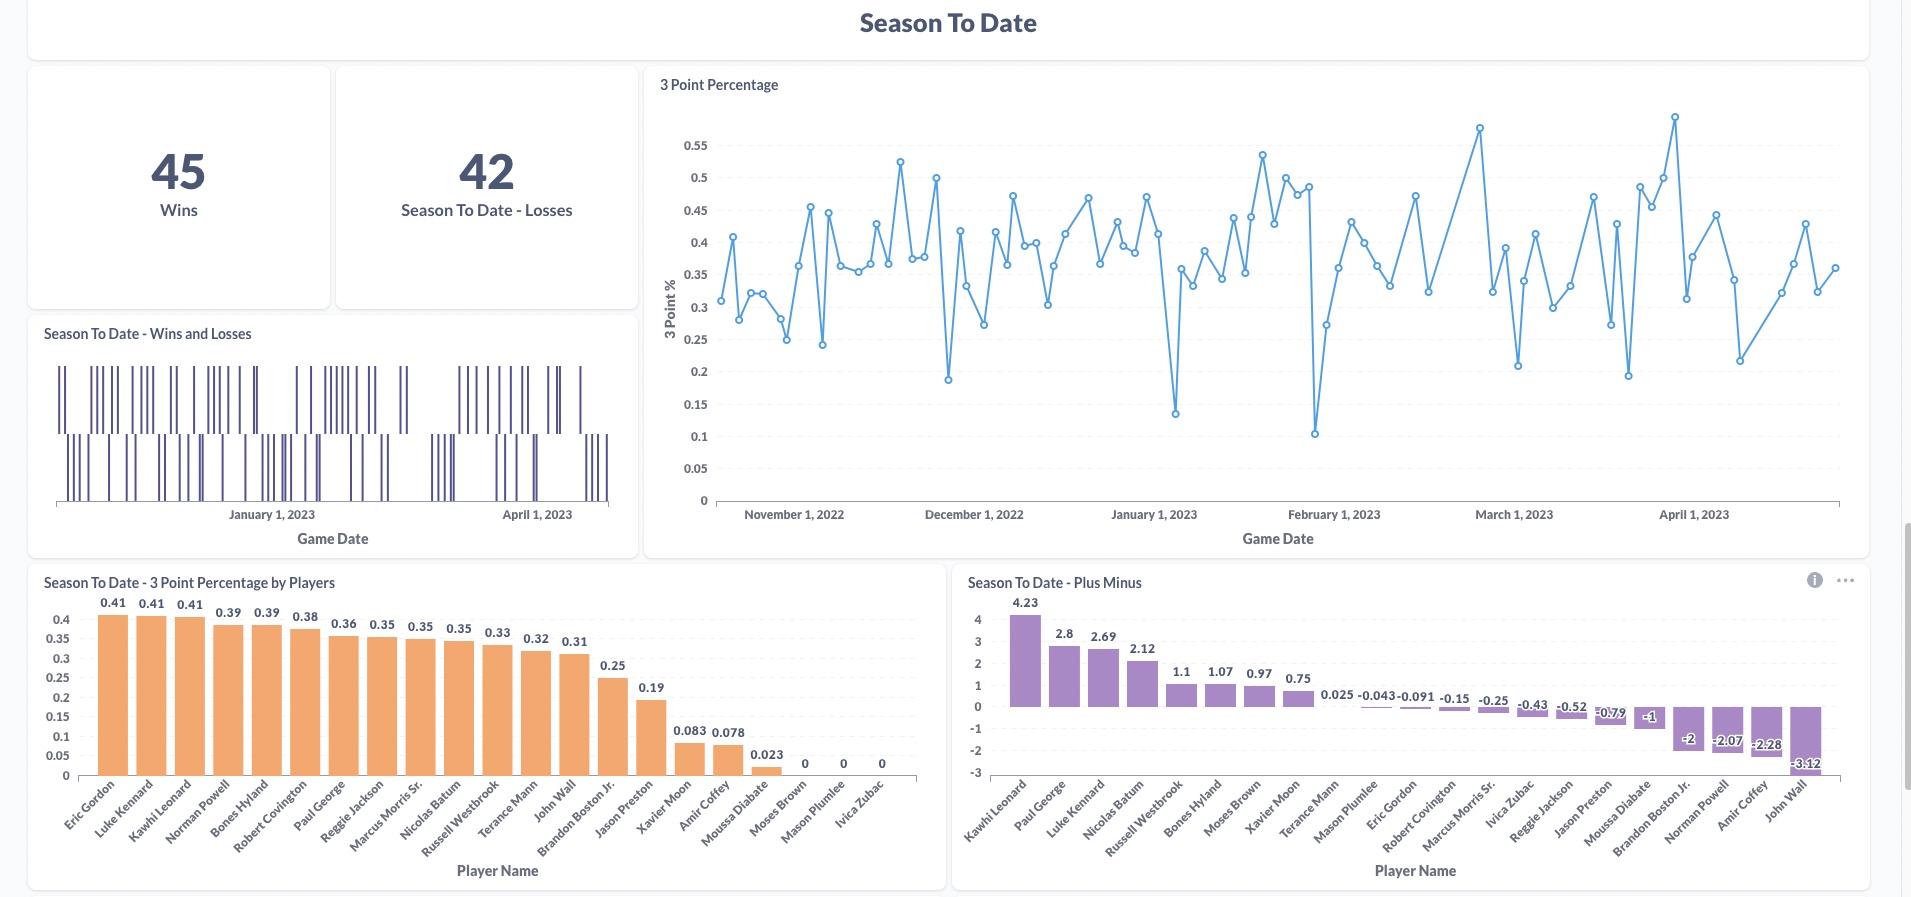 Season To Date
45
Wins
42
Season To Date - Losses
3 Point Percentage
3 Point %
0.55
0.5
0.45
0.4
0.35
0.3
0.25
0.2
0.15
0.1
0.05
0
November 1, 2022
December 1, 2022
January 1, 2023
February 1, 2023
March 1, 2023
April 1, 2023
Game Date
Season To Date - Wins and Losses
January 1, 2023
April 1, 2023
Game Date
Season To Date - 3 Point Percentage by Players
0.4
0.35
0.3
0.25
0.2
0.15
0.1
0.05
0
0.41
0.41
0.41
0.39
0.39
0.38
0.36
0.35
0.35
0.35
0.33
0.32
0.31
0.25
0.19
0.083
0.078
0.023
0
0
0
Eric Gordon
Luke Kennard
Kawhi Leonard
Norman Powell
Bones Hyland
Robert Covington
Paul George
Reggie Jackson
Marcus Morris Sr.
Nicolas Batum
Russell Westbrook
Terance Mann
John Wall
Brandon Boston Jr.
Jason Preston
Xavier Moon
Amir Coffey
Moussa Diabate
Moses Brown
Mason Plumlee
Ivica Zubac
Player Name
Season To Date - Plus Minus
i
4
3
2
1
0
-1
-2
-3
4.23
2.8
2.69
2.12
1.1
1.07
0.97
0.75
0.025
-0.043
-0.091
-0.15
-0.25
-0.43
-0.52
-0.79
-1
-2
-2.07
-2.28
-3.12
Kawhi Leonard
Paul George
Luke Kennard
Nicolas Batum
Russell Westbrook
Bones Hyland
Moses Brown
Xavier Moon
Terance Mann
Mason Plumlee
Eric Gordon
Robert Covington
Marcus Morris Sr.
Ivica Zubac
Reggie Jackson
Jason Preston
Moussa Diabate
Brandon Boston Jr.
Norman Powell
Amir Coffey
John Wall
Player Name